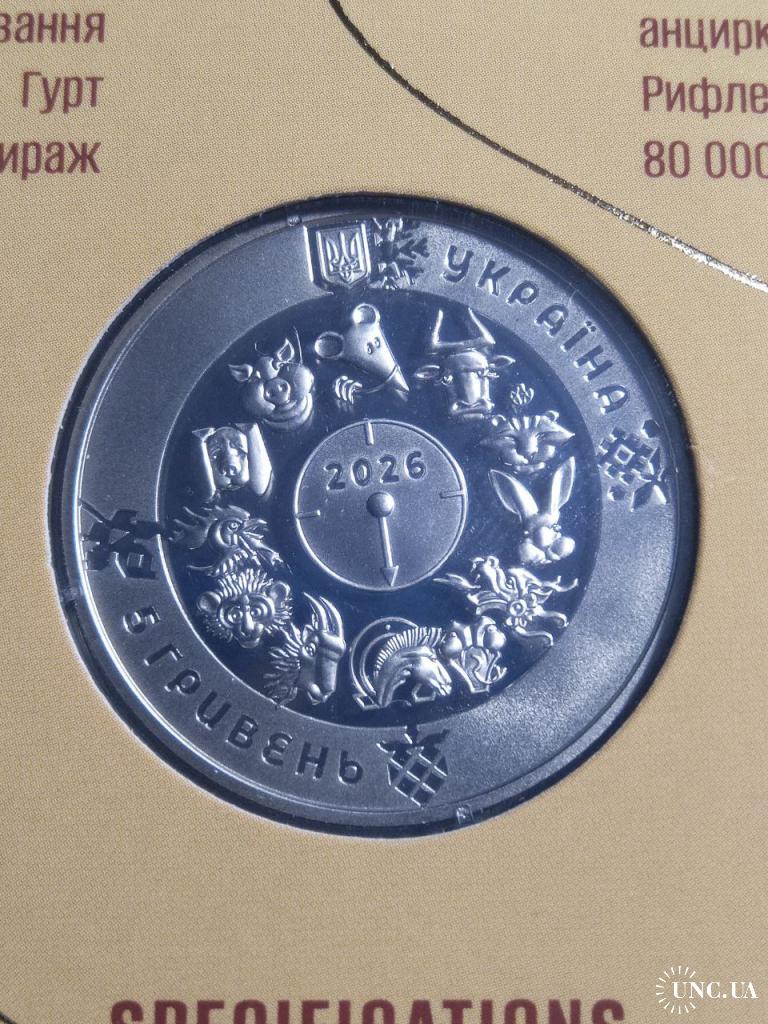 вання
Гурт
ираж
анцирк
Рифле
80 000
УКРАЇНА
2026
5 ГРИВЕНЬ
SPECIFICATIONS
UNC.UA